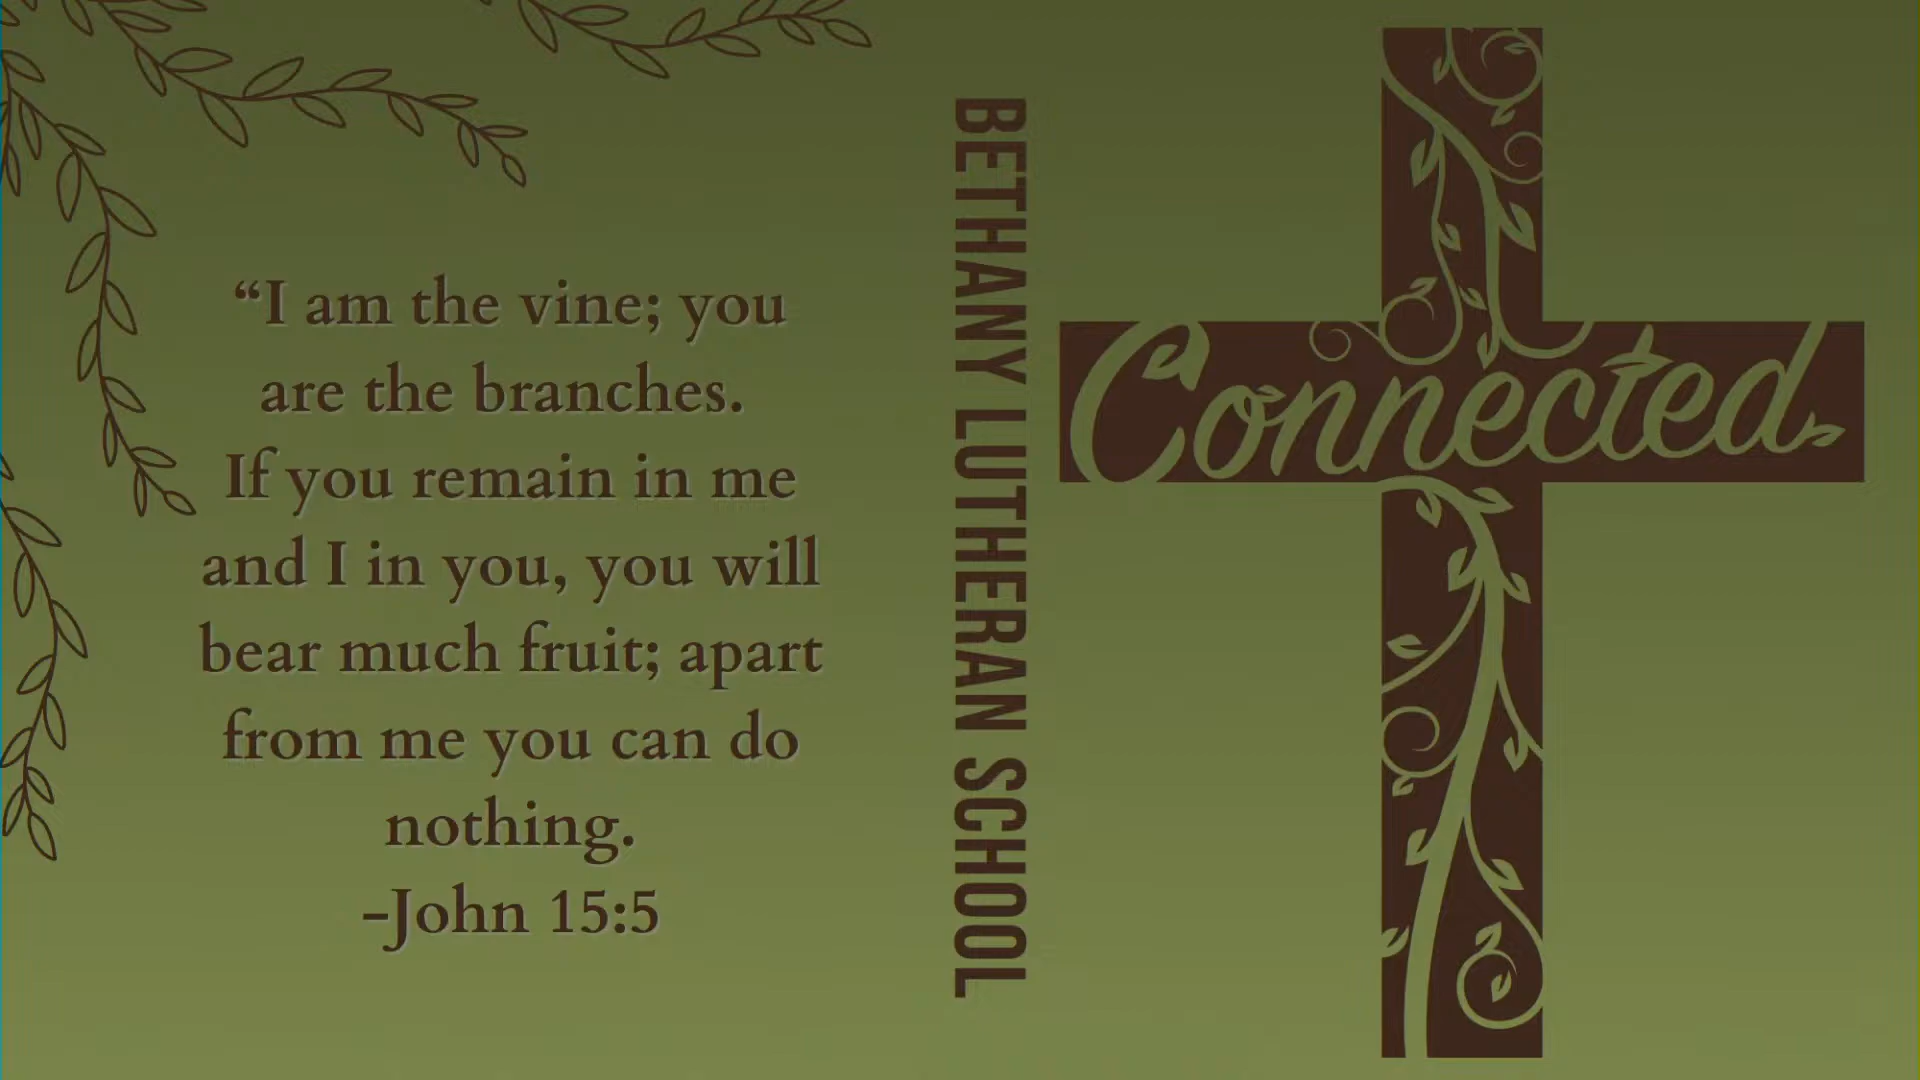 “I am the vine; you
are the branches.
If you remain in me
and I in you, you will
bear much fruit; apart
from me you can do
nothing.
-John 15:5
BETHANY LUTHERAN SCHOOL
Connected